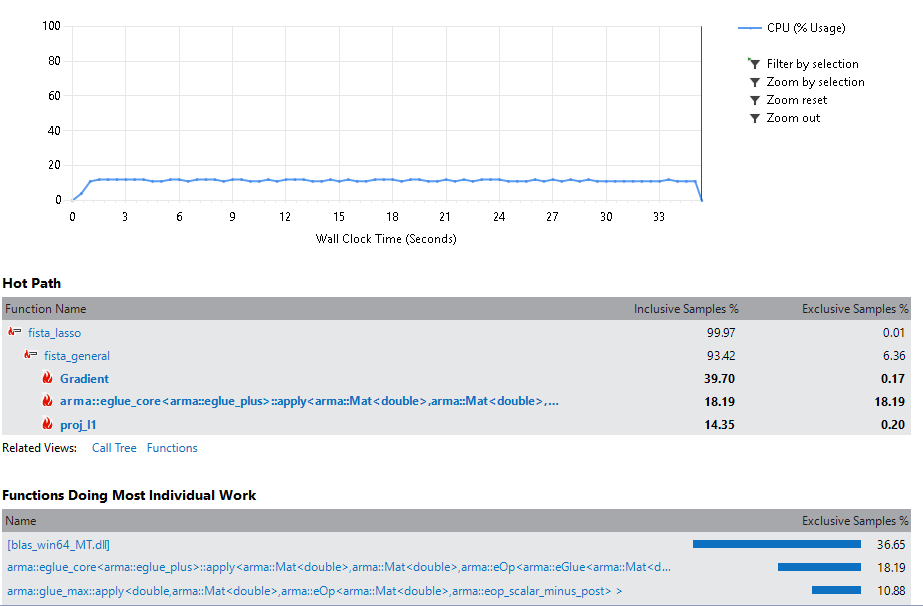 100
CPU (% Usage)
80
Filter by selection
Zoom by selection
60
Zoom reset
Zoom out
40
20
0
0 3 6 9 12 15 18 21 24 27 30 33
Wall Clock Time (Seconds)
Hot Path
Function Name Inclusive Samples % Exclusive Samples %
fista_lasso 99.97 0.01
fista_general 93.42 6.36
Gradient 39.70 0.17
arma::eglue_core<arma::eglue_plus>::apply<arma::Mat<double>,arma::Mat<double>,... 18.19 18.19
proj_l1 14.35 0.20
Related Views: Call Tree Functions
Functions Doing Most Individual Work
Name Exclusive Samples %
[blas_win64_MT.dll] 36.65
arma::eglue_core<arma::eglue_plus>::apply<arma::Mat<double>,arma::Mat<double>,arma::eOp<arma::eGlue<arma::Mat<d... 18.19
arma::glue_max::apply<double,arma::Mat<double>,arma::eOp<arma::Mat<double>,arma::eop_scalar_minus_post> > 10.88